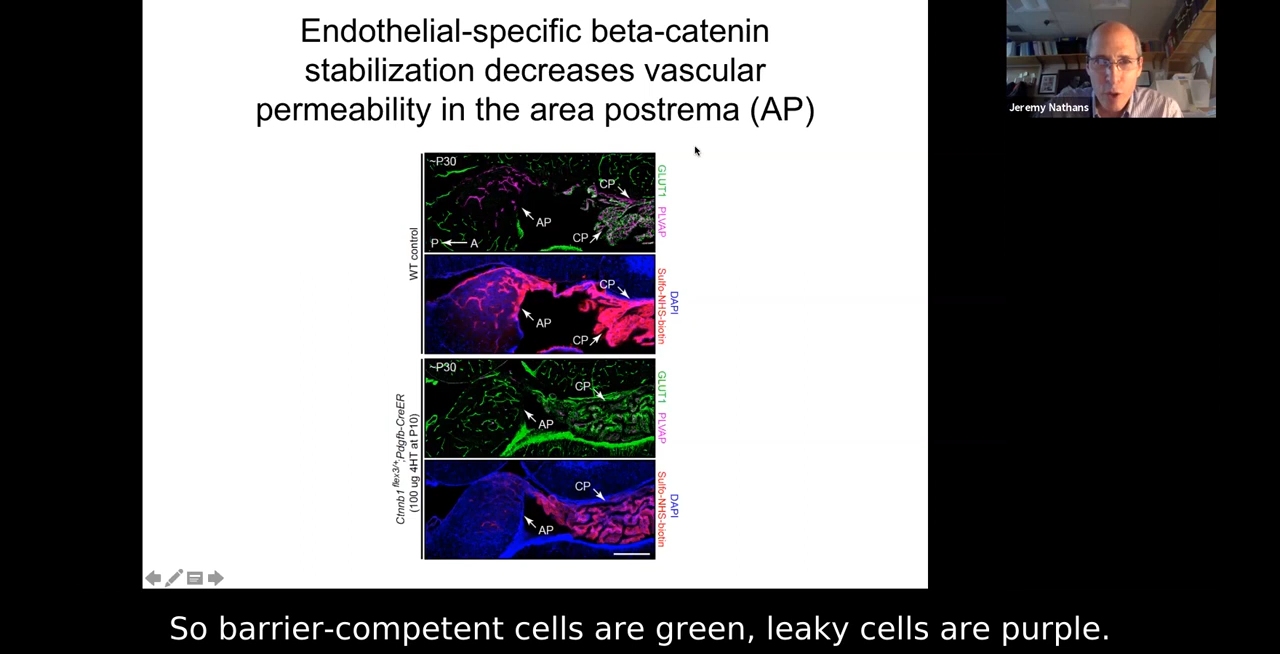 Endothelial-specific beta-catenin
stabilization decreases vascular
permeability in the area postrema (AP)
Jeremy Nathans
WT control
~P30
CP
AP
CP
P
A
GLUT1 PLVAP
CP
AP
CP
Sulfo-NHS-biotin
DAPI
Ctnnb1 flex3/+;Pdgfb-CreER
(100 ug 4HT at P10)
~P30
CP
AP
GLUT1 PLVAP
CP
AP
Sulfo-NHS-biotin
DAPI
So barrier-competent cells are green, leaky cells are purple.